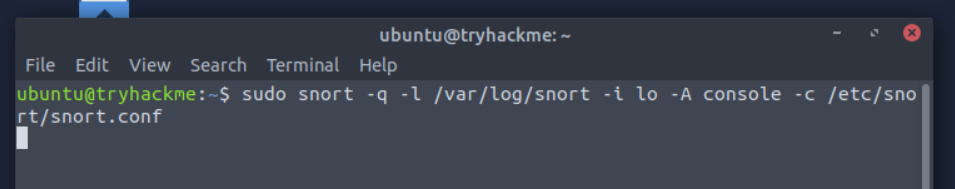 ubuntu@tryhackme: ~
File Edit View Search Terminal Help
ubuntu@tryhackme:~$ sudo snort -q -l /var/log/snort -i lo -A console -c /etc/sno
rt/snort.conf